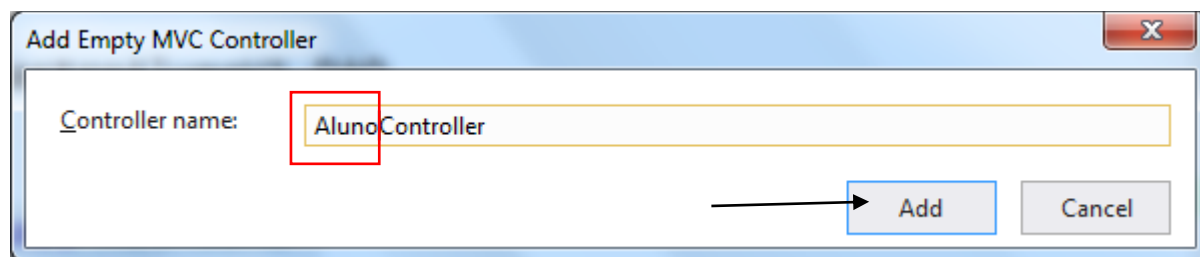 Add Empty MVC Controller
Controller name:
AlunoController
Add
Cancel